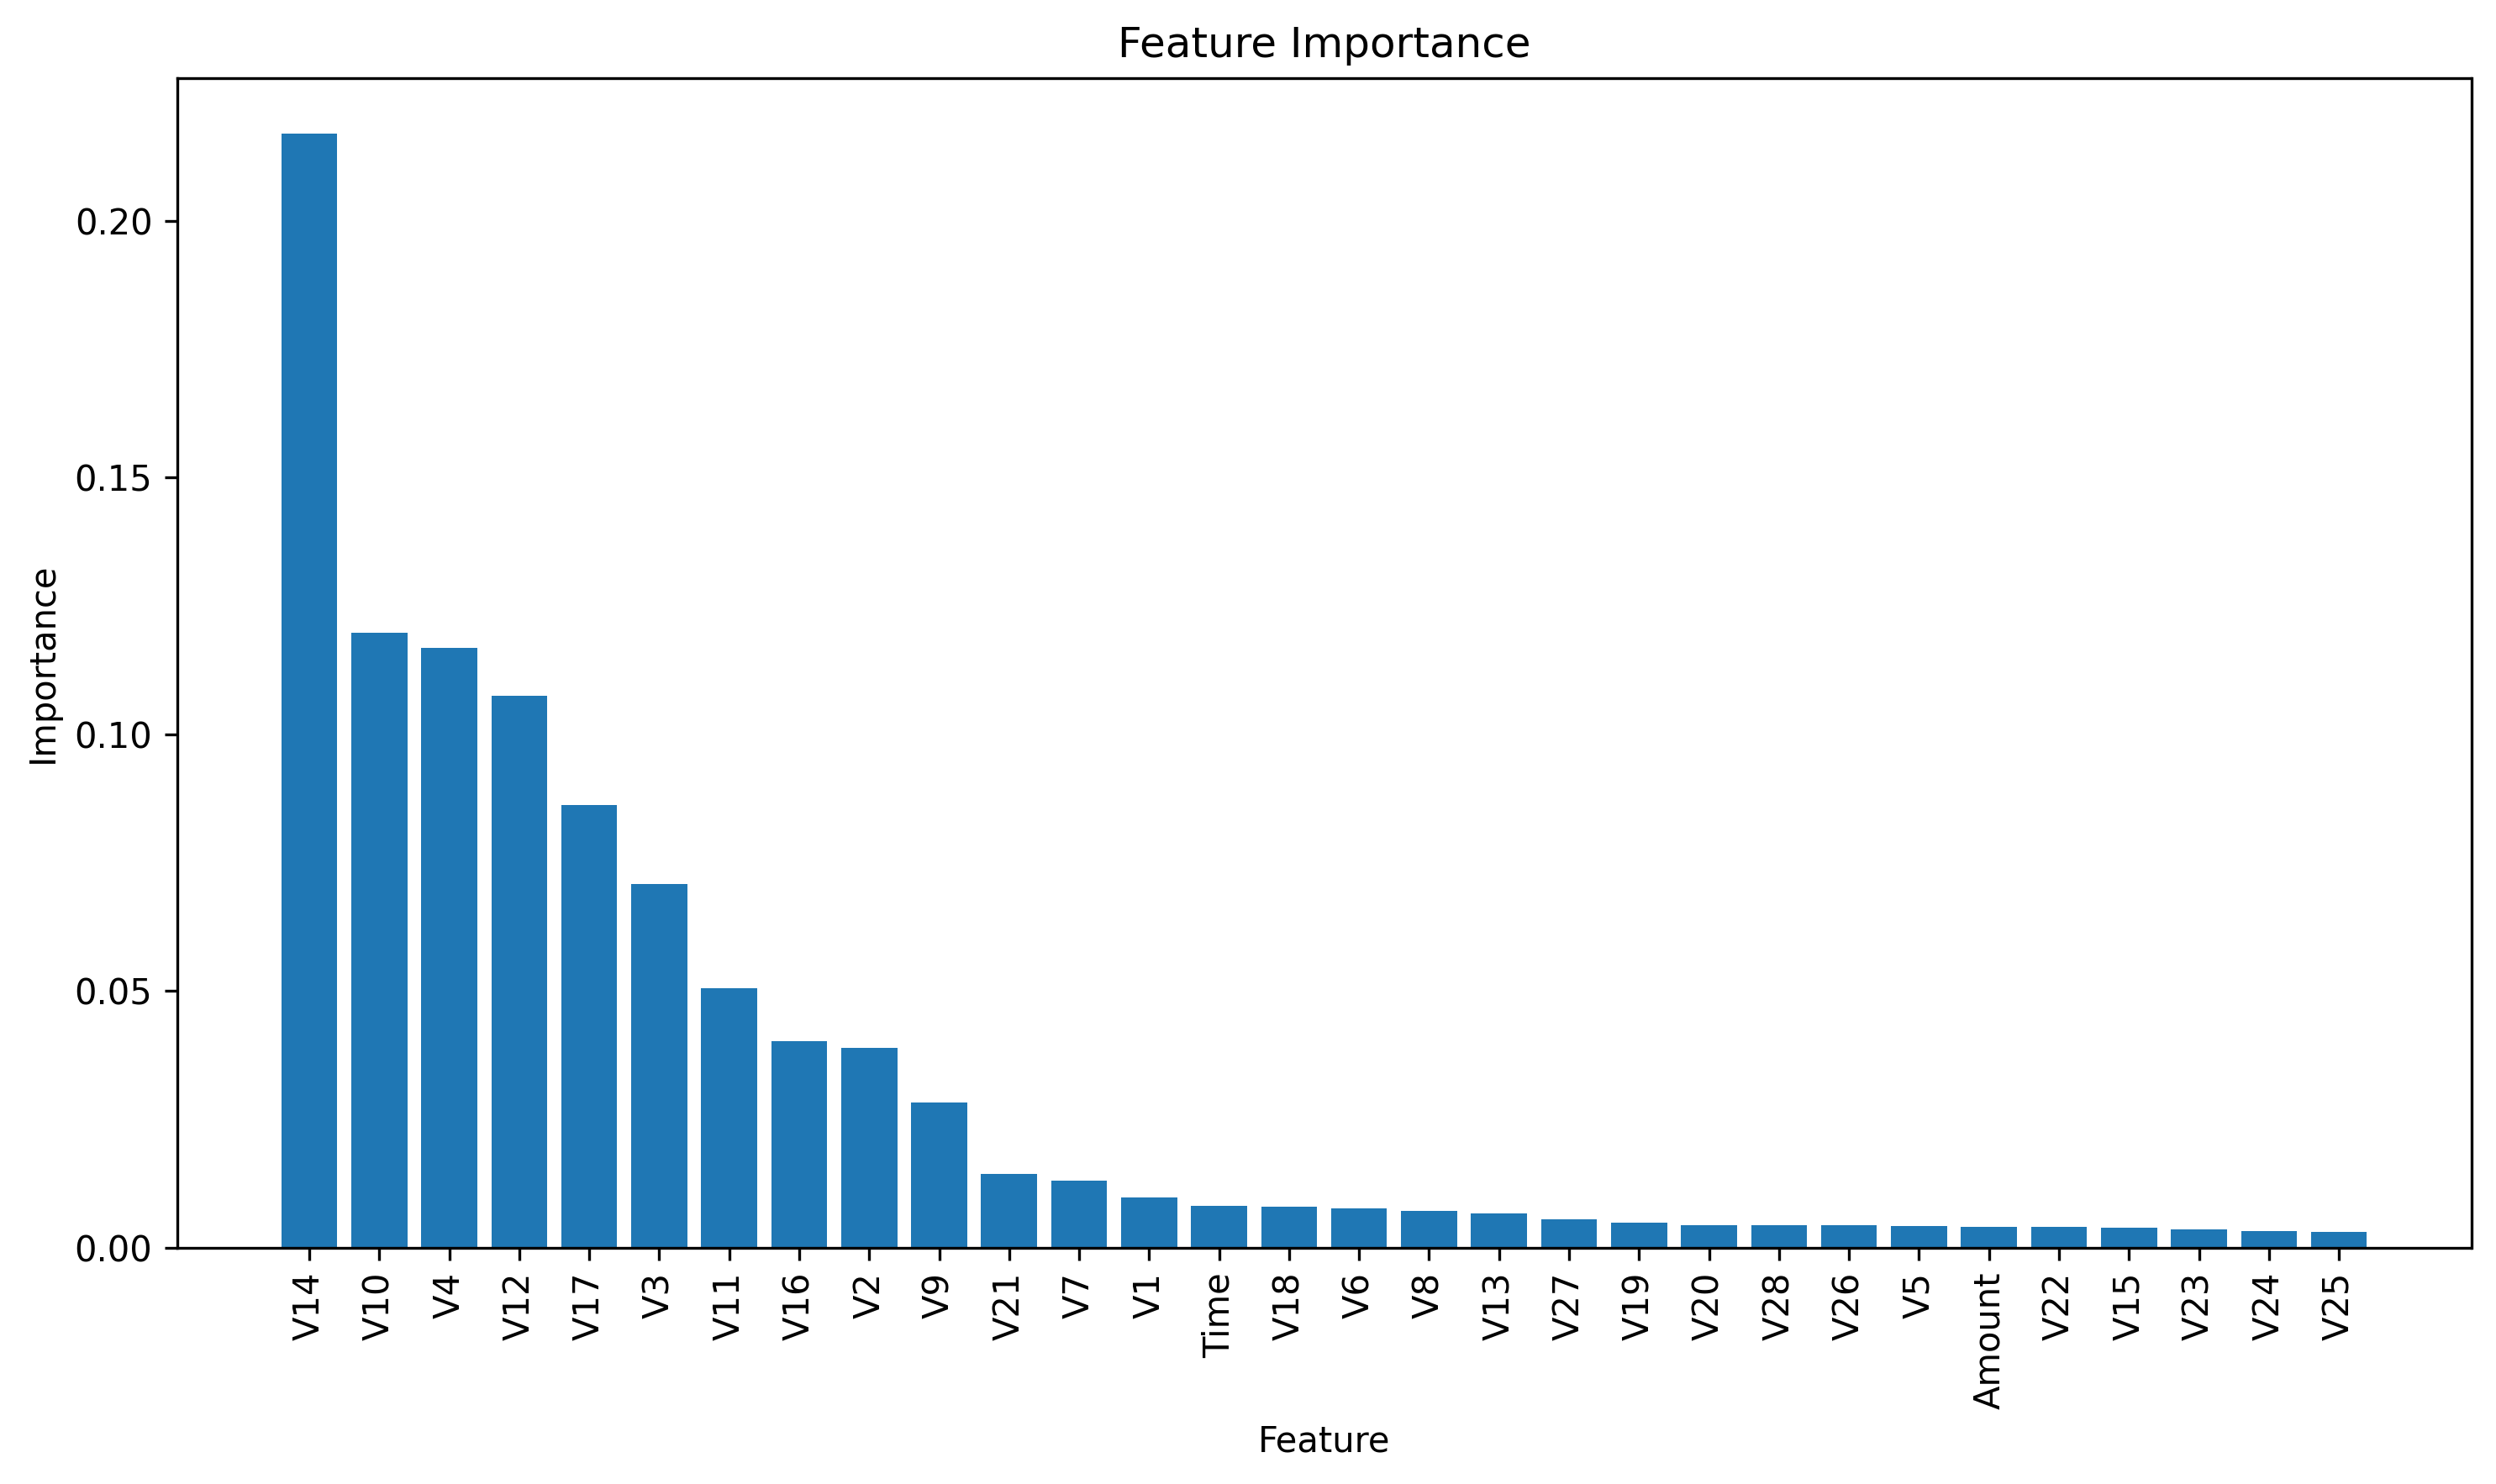 Feature Importance
Importance
0.20
0.15
0.10
0.05
0.00
V14
V10
V4
V12
V17
V3
V11
V16
V2
V9
V21
V7
V1
Time
V18
V6
V8
V13
V27
V19
V20
V28
V26
V5
Amount
V22
V15
V23
V24
V25
Feature